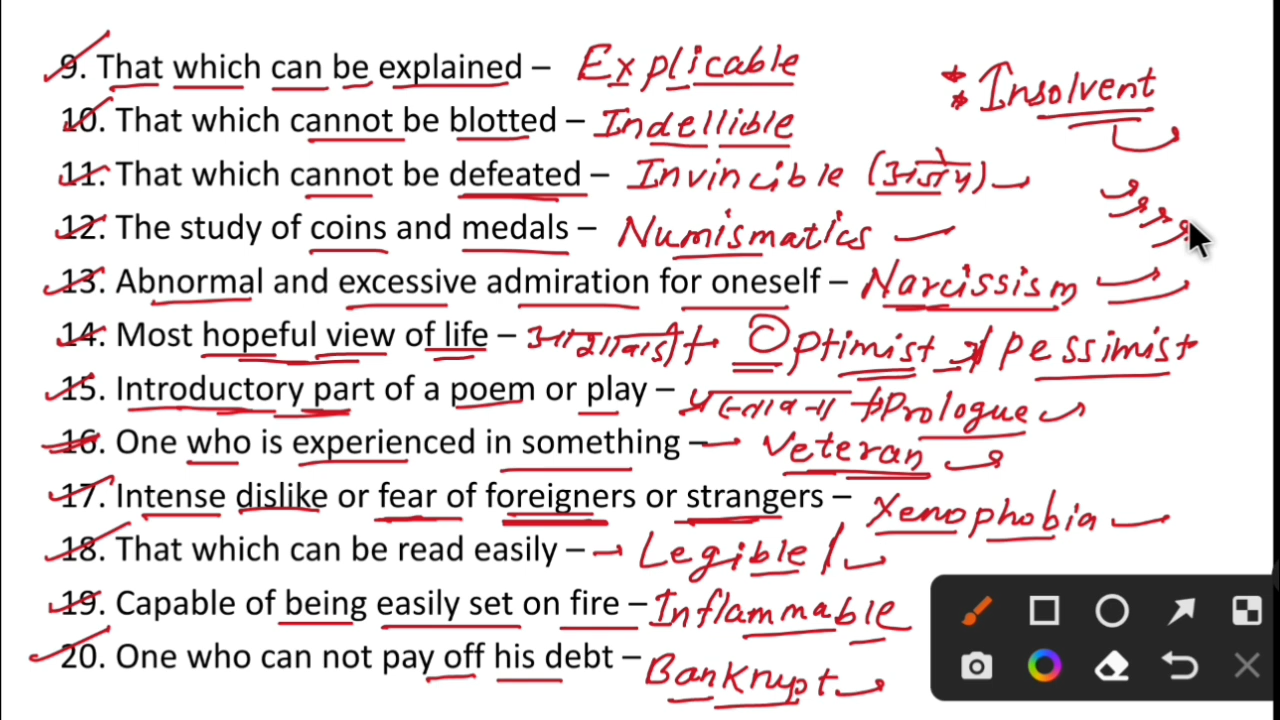 9. That which can be explained – Explicable
* Insolvent
10. That which cannot be blotted – Indellible
11. That which cannot be defeated – Invincible (अजेय)
12. The study of coins and medals – Numismatics
13. Abnormal and excessive admiration for oneself – Narcissism
14. Most hopeful view of life – आशावादी Optimist / pessimist
15. Introductory part of a poem or play – Prologue
16. One who is experienced in something – Veteran
17. Intense dislike or fear of foreigners or strangers – Xenophobia
18. That which can be read easily – Legible /
19. Capable of being easily set on fire – Inflammable
20. One who can not pay off his debt – Bankrupt